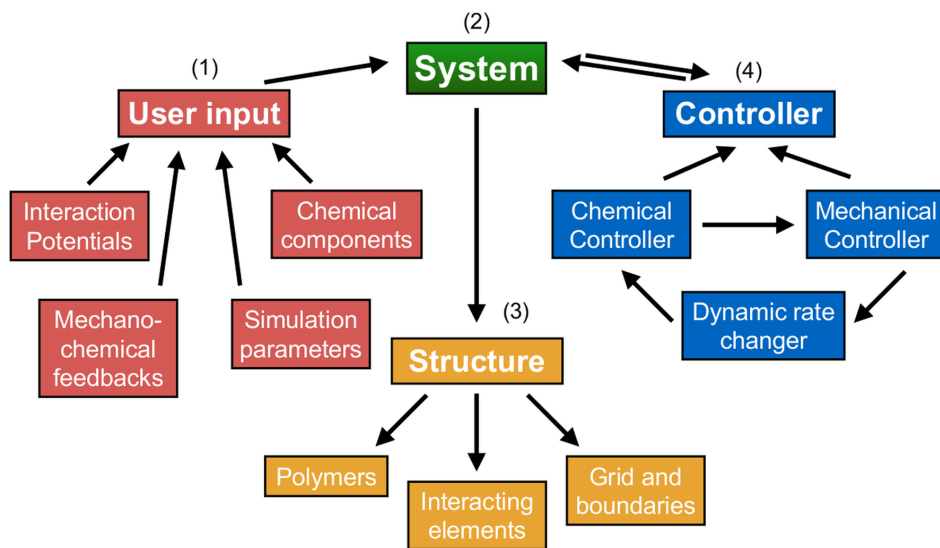 (2)
System
(1)
User input
(4)
Controller
Interaction
Potentials
Chemical
components
Mechano-
chemical
feedbacks
Simulation
parameters
Chemical
Controller
Mechanical
Controller
Dynamic rate
changer
(3)
Structure
Polymers
Interacting
elements
Grid and
boundaries